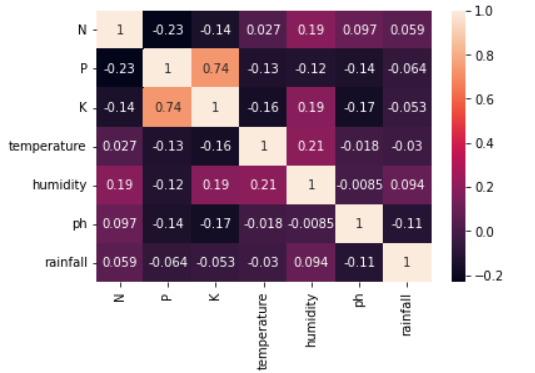 N 1 -0.23 -0.14 0.027 0.19 0.097 0.059
P -0.23 1 0.74 -0.13 -0.12 -0.14 -0.064
K -0.14 0.74 1 -0.16 0.19 -0.17 -0.053
temperature 0.027 -0.13 -0.16 1 0.21 -0.018 -0.03
humidity 0.19 -0.12 0.19 0.21 1 -0.0085 0.094
ph 0.097 -0.14 -0.17 -0.018 -0.0085 1 -0.11
rainfall 0.059 -0.064 -0.053 -0.03 0.094 -0.11 1
N P K temperature humidity ph rainfall
1.0
0.8
0.6
0.4
0.2
0.0
-0.2